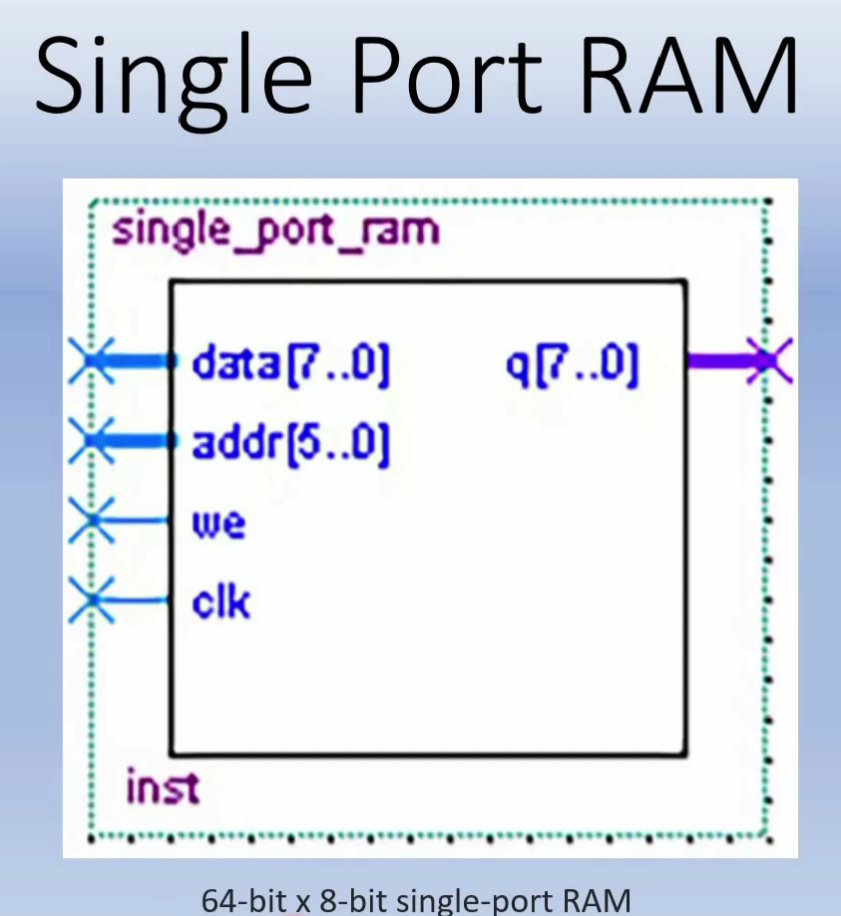 Single Port RAM
single_port_ram
data[7..0] q[7..0]
addr[5..0]
we
clk
inst
64-bit x 8-bit single-port RAM